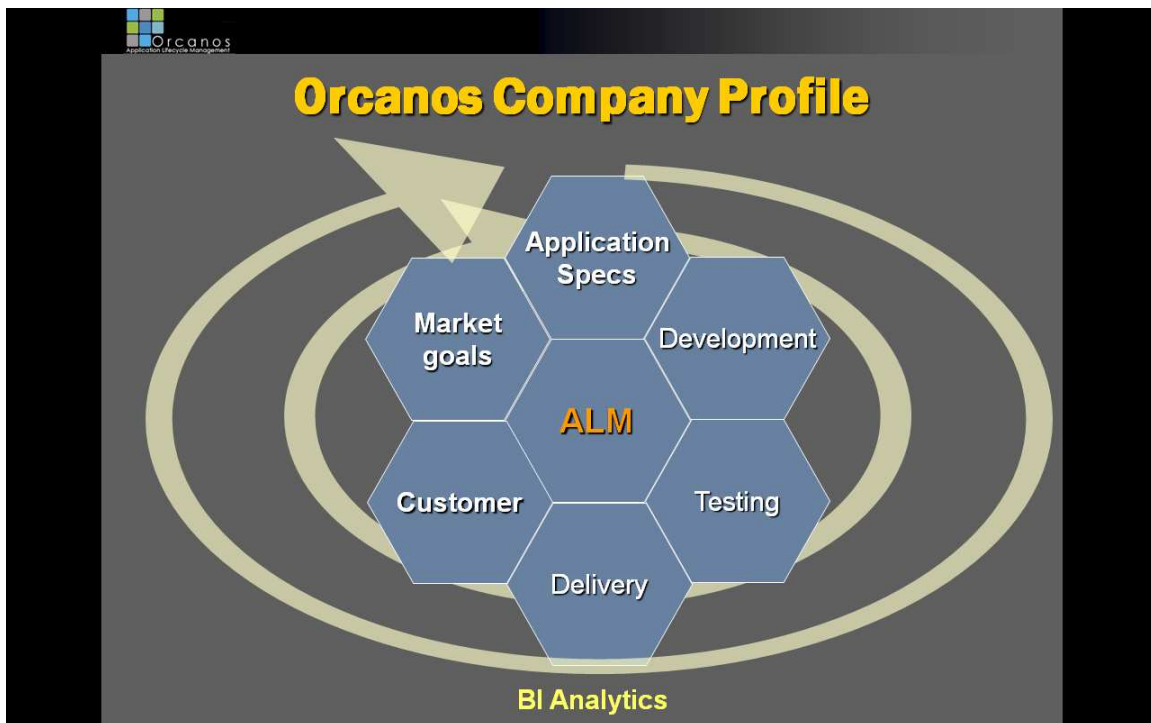 Orcanos
Application Lifecycle Management
Orcanos Company Profile
Application
Specs
Market
goals
Development
ALM
Customer
Testing
Delivery
BI Analytics